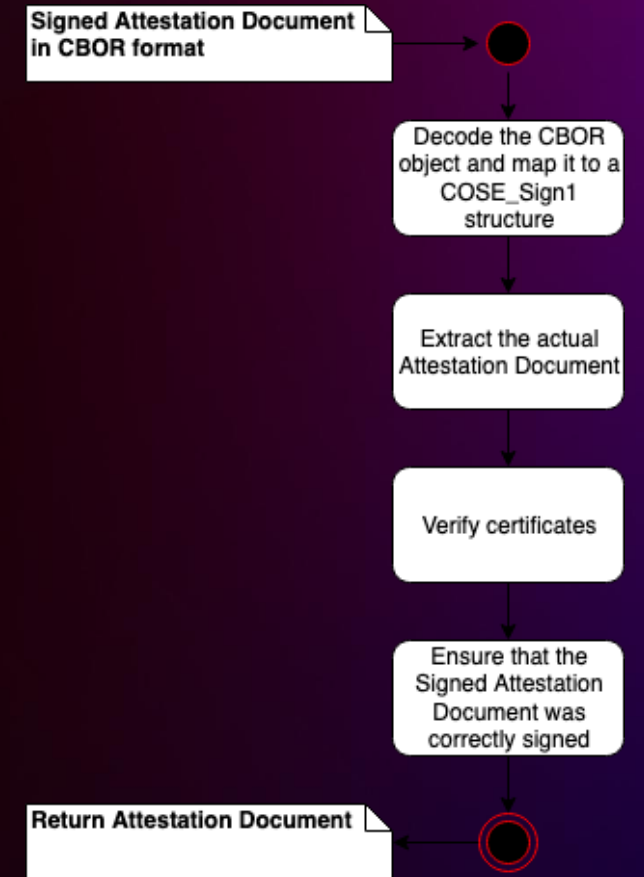 Signed Attestation Document
in CBOR format
Decode the CBOR
object and map it to a
COSE_Sign1
structure
Extract the actual
Attestation Document
Verify certificates
Ensure that the
Signed Attestation
Document was
correctly signed
Return Attestation Document